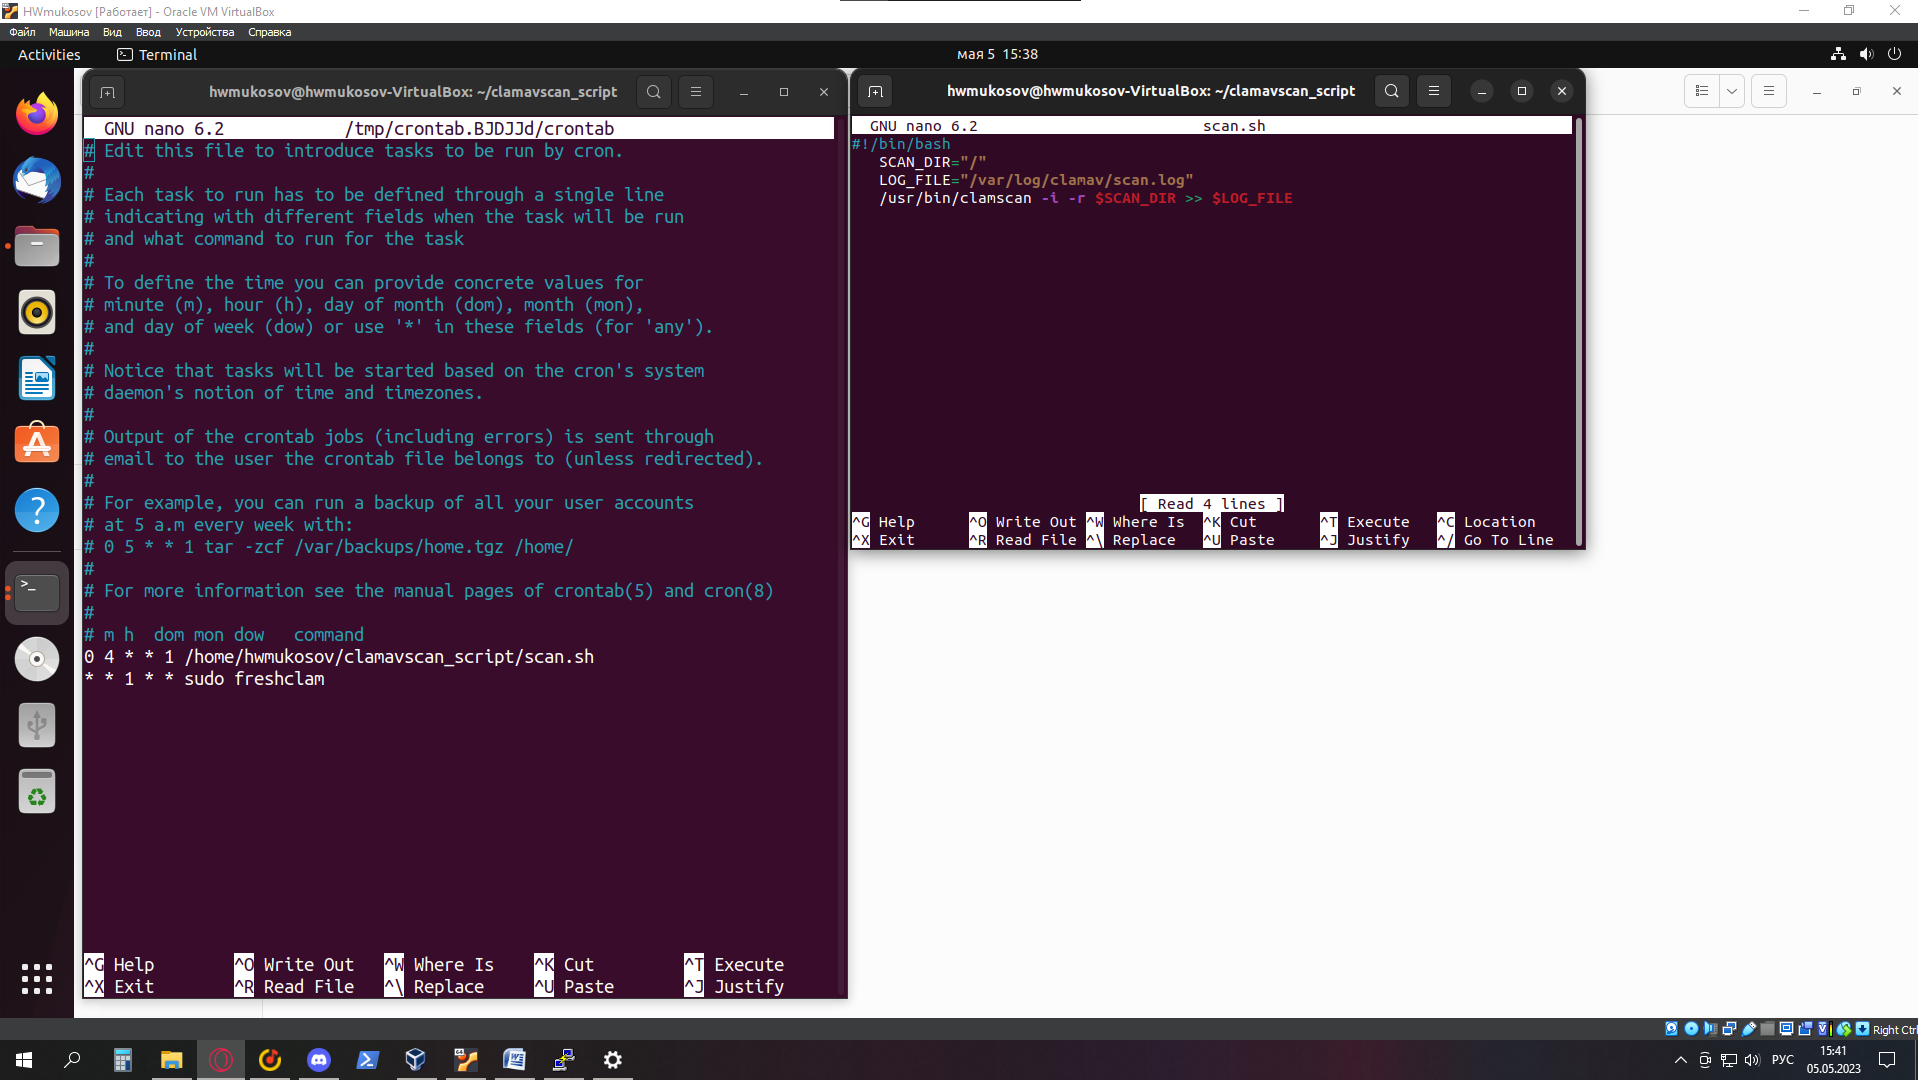 HWmukosov [Работает] - Oracle VM VirtualBox
Файл Машина Вид Ввод Устройства Справка
Activities Terminal мая 5 15:38
hwmukosov@hwmukosov-VirtualBox: ~/clamavscan_script
GNU nano 6.2 /tmp/crontab.BJDJJd/crontab
# Edit this file to introduce tasks to be run by cron.
#
# Each task to run has to be defined through a single line
# indicating with different fields when the task will be run
# and what command to run for the task
#
# To define the time you can provide concrete values for
# minute (m), hour (h), day of month (dom), month (mon),
# and day of week (dow) or use '*' in these fields (for 'any').
#
# Notice that tasks will be started based on the cron's system
# daemon's notion of time and timezones.
#
# Output of the crontab jobs (including errors) is sent through
# email to the user the crontab file belongs to (unless redirected).
#
# For example, you can run a backup of all your user accounts
# at 5 a.m every week with:
# 0 5 * * 1 tar -zcf /var/backups/home.tgz /home/
#
# For more information see the manual pages of crontab(5) and cron(8)
#
# m h  dom mon dow   command
0 4 * * 1 /home/hwmukosov/clamavscan_script/scan.sh
* * 1 * * sudo freshclam
^G Help ^O Write Out ^W Where Is ^K Cut ^T Execute
^X Exit ^R Read File ^\ Replace ^U Paste ^J Justify
hwmukosov@hwmukosov-VirtualBox: ~/clamavscan_script
GNU nano 6.2 scan.sh
#!/bin/bash
SCAN_DIR="/"
LOG_FILE="/var/log/clamav/scan.log"
/usr/bin/clamscan -i -r $SCAN_DIR >> $LOG_FILE
[ Read 4 lines ]
^G Help ^O Write Out ^W Where Is ^K Cut ^T Execute ^C Location
^X Exit ^R Read File ^\ Replace ^U Paste ^J Justify ^/ Go To Line
Right Ctrl
РУС
15:41
05.05.2023